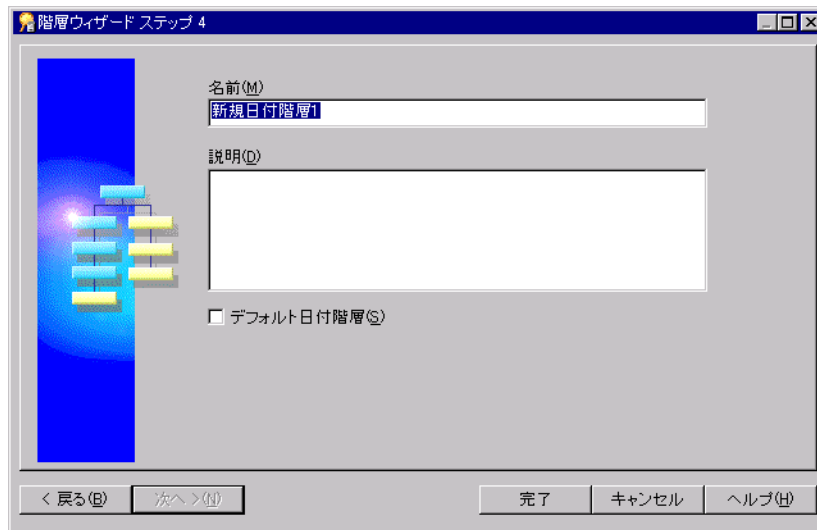 階層ウィザード ステップ 4
名前(M)
新規日付階層1
説明(D)
デフォルト日付階層(S)
< 戻る(B)
次へ >(N)
完了
キャンセル
ヘルプ(H)